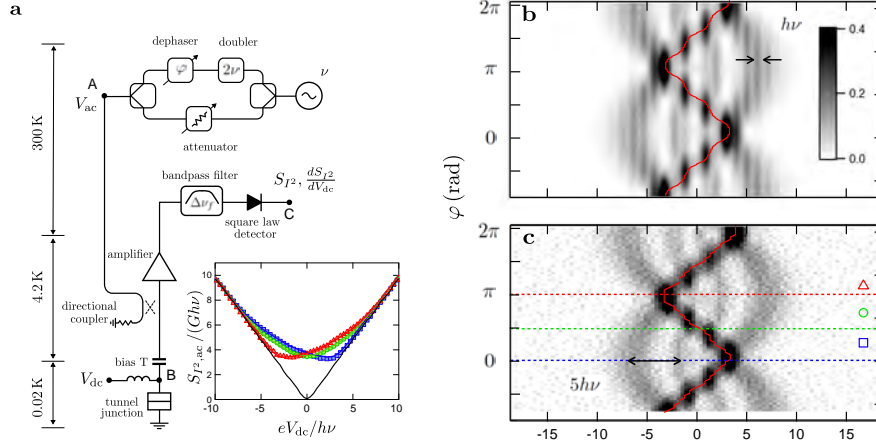 a
dephaser
doubler
φ
2ν
ν
A
V_ac
attenuator
300 K
bandpass filter
S_{I²}, dS_{I²}/dV_dc
Δν_f
C
square law
detector
amplifier
4.2 K
directional
coupler
bias T
V_dc
B
0.02 K
tunnel
junction
S_{I²,ac}/(Ghν)
10
8
6
4
2
0
-10
-5
0
5
10
eV_dc/hν
b
2π
π
0
hν
0.4
0.2
0.0
φ (rad)
c
2π
π
0
5hν
-15
-10
-5
0
5
10
15